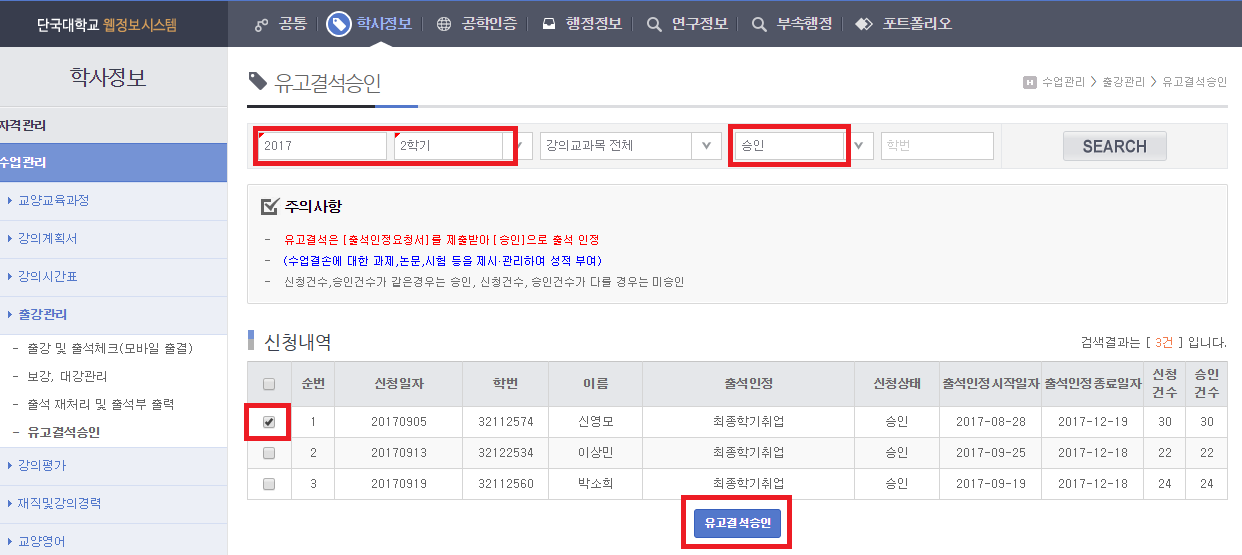 단국대학교 웹정보시스템
공통 학사정보 공학인증 행정정보 연구정보 부속행정 포트폴리오
학사정보
자격관리
수업관리
교양교육과정
강의계획서
강의시간표
출강관리
- 출강 및 출석체크(모바일 출결)
- 보강, 대강관리
- 출석 재처리 및 출석부 출력
- 유고결석승인
강의평가
재직및강의경력
교양영어
유고결석승인
H 수업관리 > 출강관리 > 유고결석승인
2017 2학기 강의교과목 전체 승인 학번 SEARCH
주의사항
- 유고결석은 [출석인정요청서]를 제출받아 [승인]으로 출석 인정
- (수업결손에 대한 과제,논문,시험 등을 제시·관리하여 성적 부여)
- 신청건수,승인건수가 같은경우는 승인, 신청건수, 승인건수가 다를 경우는 미승인
신청내역
검색결과는 [ 3건 ] 입니다.
순번 신청일자 학번 이름 출석인정 신청상태 출석인정시작일자 출석인정종료일자 신청건수 승인건수
1 20170905 32112574 신영모 최종학기취업 승인 2017-08-28 2017-12-19 30 30
2 20170913 32122534 이상민 최종학기취업 승인 2017-09-25 2017-12-18 22 22
3 20170919 32112560 박소희 최종학기취업 승인 2017-09-19 2017-12-18 24 24
유고결석승인